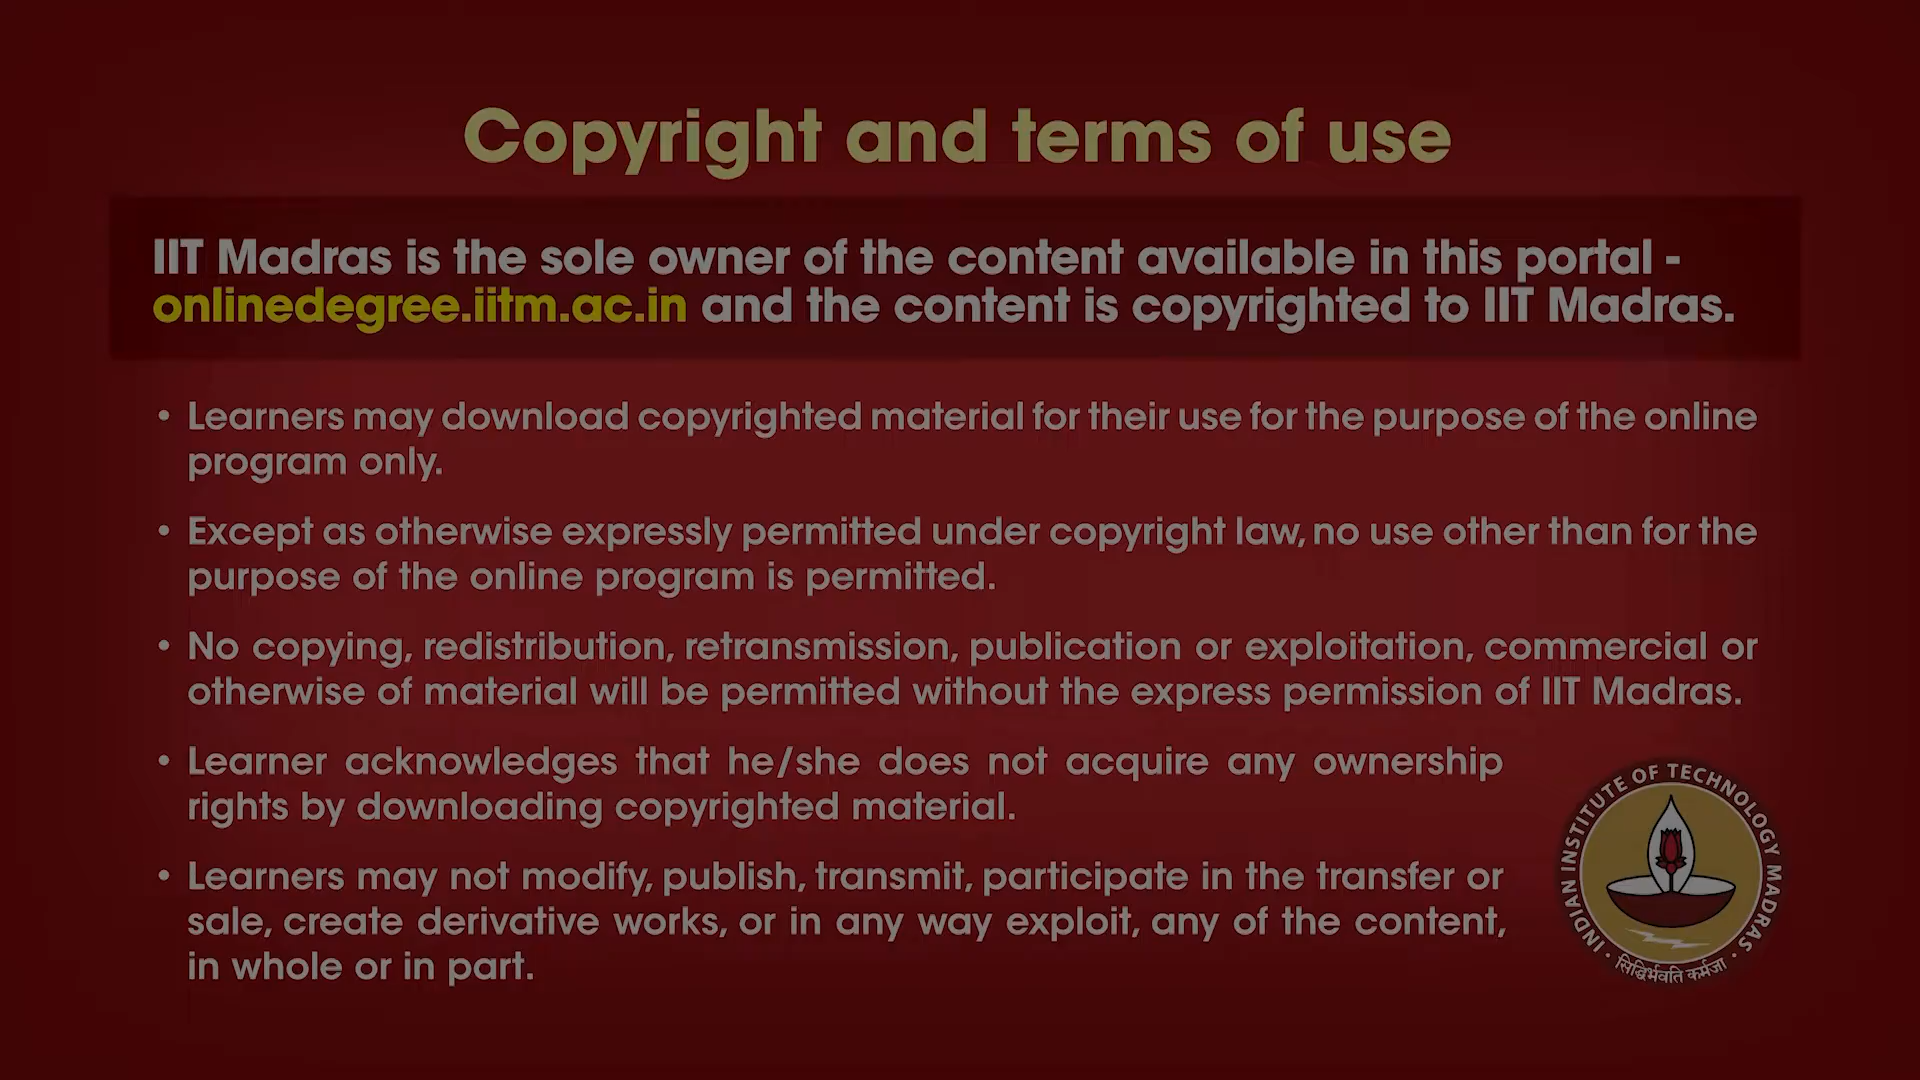 Copyright and terms of use
IIT Madras is the sole owner of the content available in this portal -
onlinedegree.iitm.ac.in and the content is copyrighted to IIT Madras.
• Learners may download copyrighted material for their use for the purpose of the online
program only.
• Except as otherwise expressly permitted under copyright law, no use other than for the
purpose of the online program is permitted.
• No copying, redistribution, retransmission, publication or exploitation, commercial or
otherwise of material will be permitted without the express permission of IIT Madras.
• Learner acknowledges that he/she does not acquire any ownership
rights by downloading copyrighted material.
• Learners may not modify, publish, transmit, participate in the transfer or
sale, create derivative works, or in any way exploit, any of the content,
in whole or in part.
INDIAN INSTITUTE OF TECHNOLOGY MADRAS
सिद्धिर्भवति कर्मजा